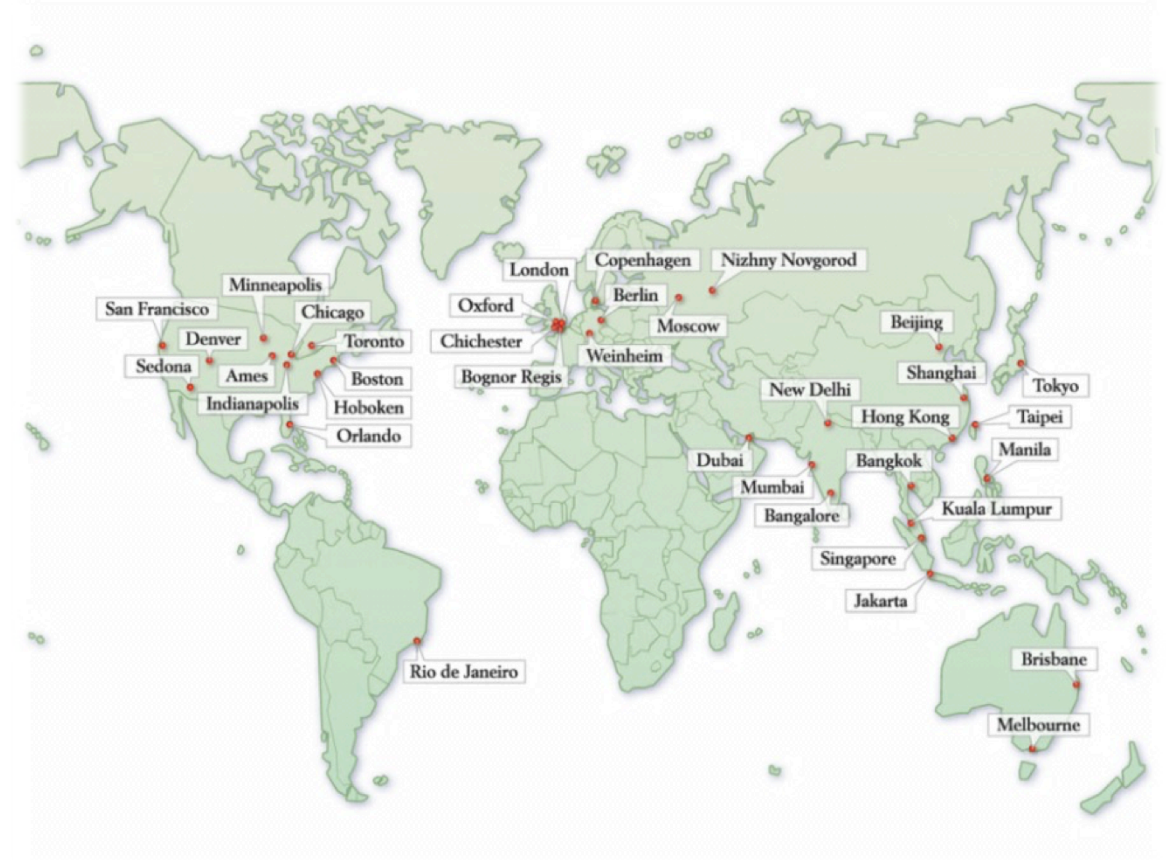 London
Copenhagen
Nizhny Novgorod
Minneapolis
Oxford
Berlin
San Francisco
Chicago
Moscow
Beijing
Denver
Toronto
Chichester
Weinheim
Sedona
Ames
Boston
Bognor Regis
Shanghai
Tokyo
Indianapolis
Hoboken
New Delhi
Hong Kong
Taipei
Orlando
Dubai
Bangkok
Manila
Mumbai
Bangalore
Kuala Lumpur
Singapore
Jakarta
Rio de Janeiro
Brisbane
Melbourne